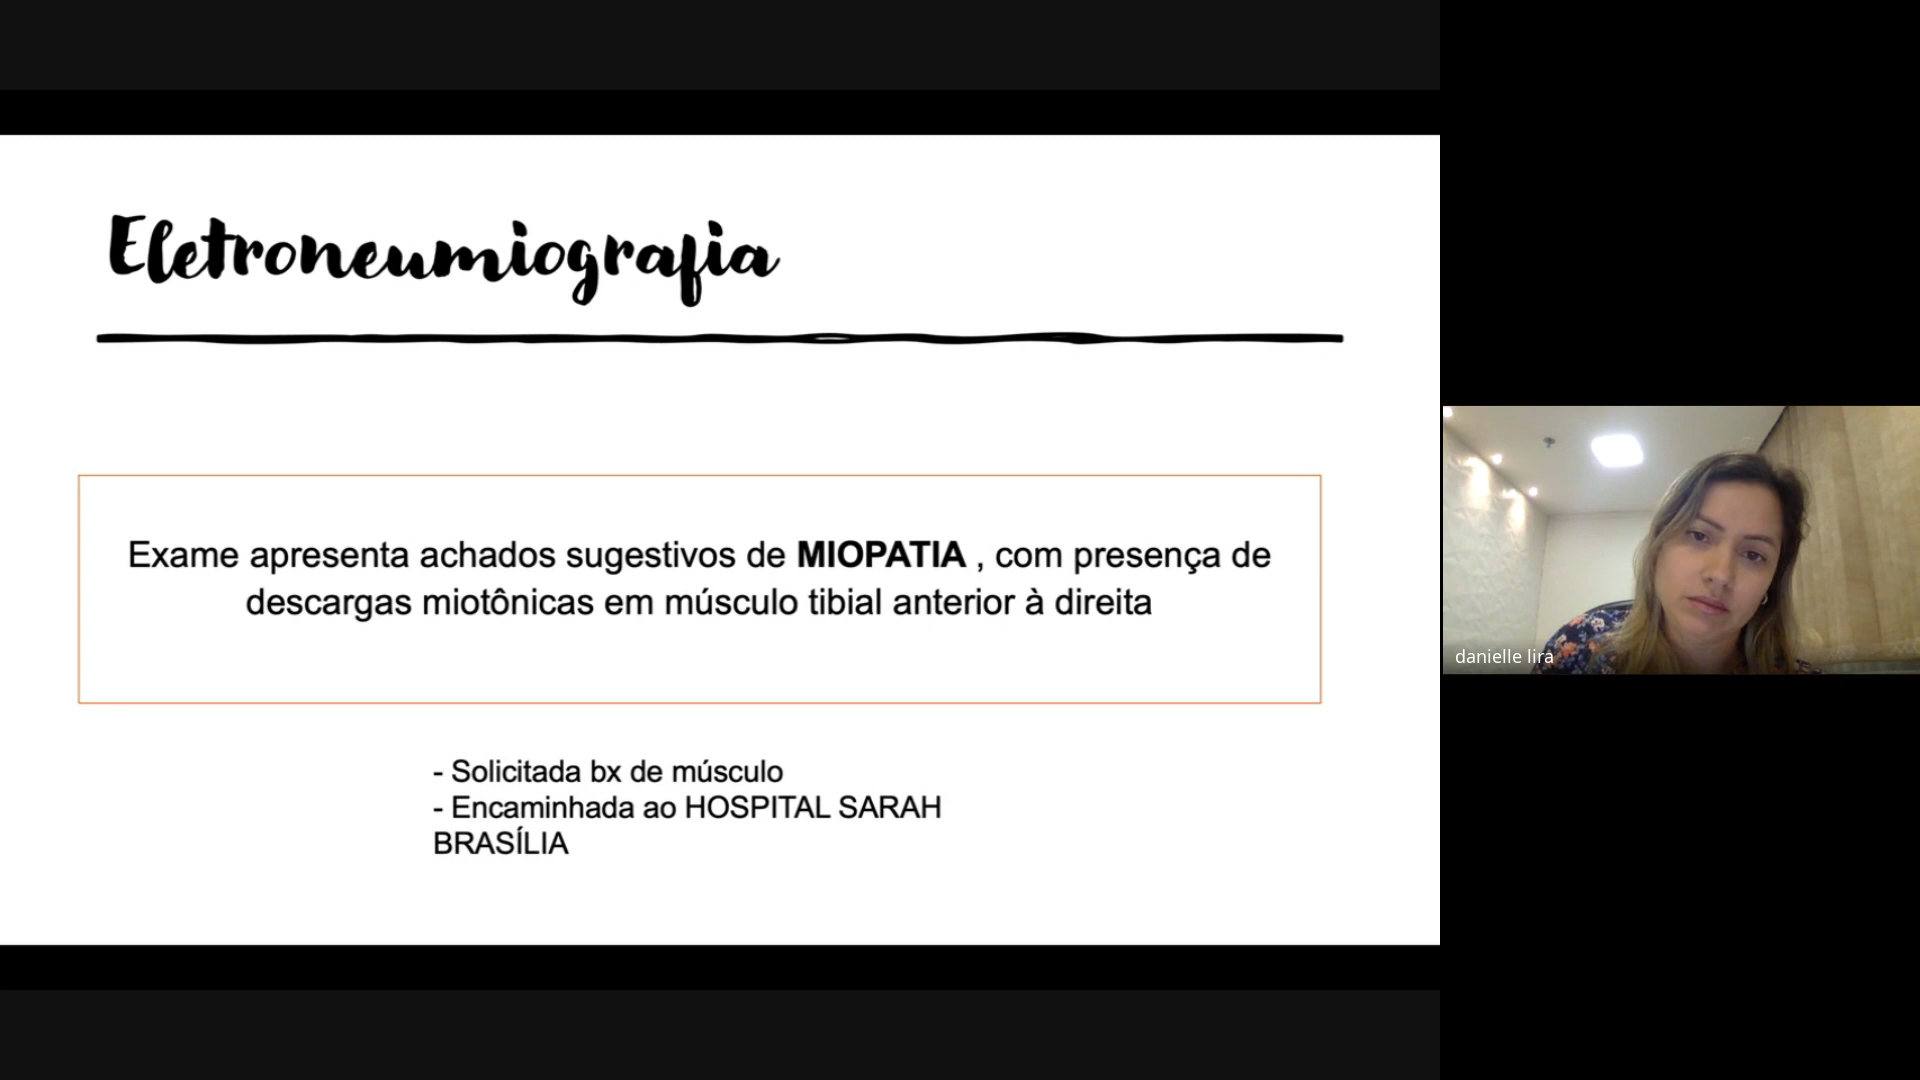 Eletroneumiografia
Exame apresenta achados sugestivos de MIOPATIA , com presença de
descargas miotônicas em músculo tibial anterior à direita
- Solicitada bx de músculo
- Encaminhada ao HOSPITAL SARAH
BRASÍLIA
danielle lira